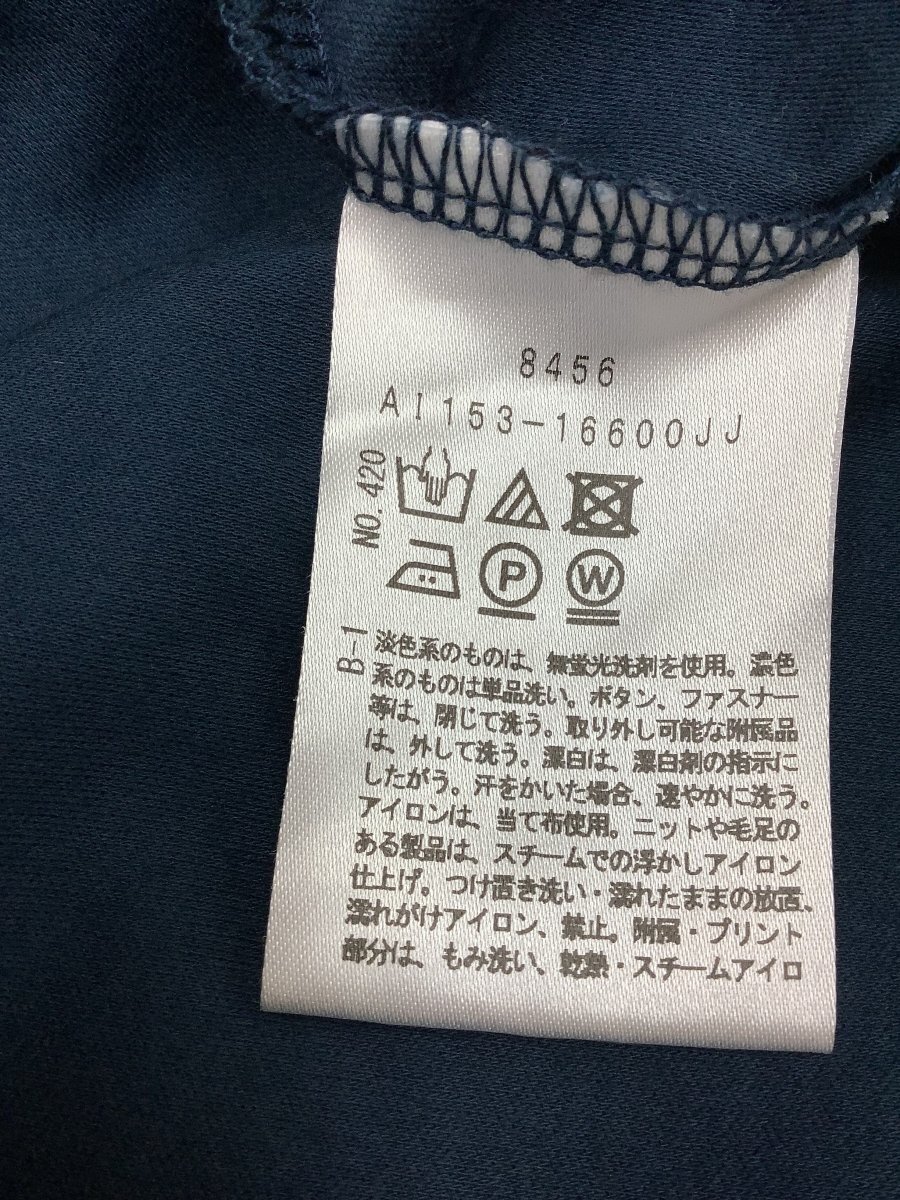 8456
AI153-16600JJ
NO. 420
P
W
B-1
淡色系のものは、無蛍光洗剤を使用。濃色
系のものは単品洗い。ボタン、ファスナー
等は、閉じて洗う。取り外し可能な附属品
は、外して洗う。漂白は、漂白剤の指示に
したがう。汗をかいた場合、速やかに洗う。
アイロンは、当て布使用。ニットや毛足の
ある製品は、スチームでの浮かしアイロン
仕上げ。つけ置き洗い・濡れたままの放置、
濡れがけアイロン、禁止。附属・プリント
部分は、もみ洗い、乾燥・スチームアイロ